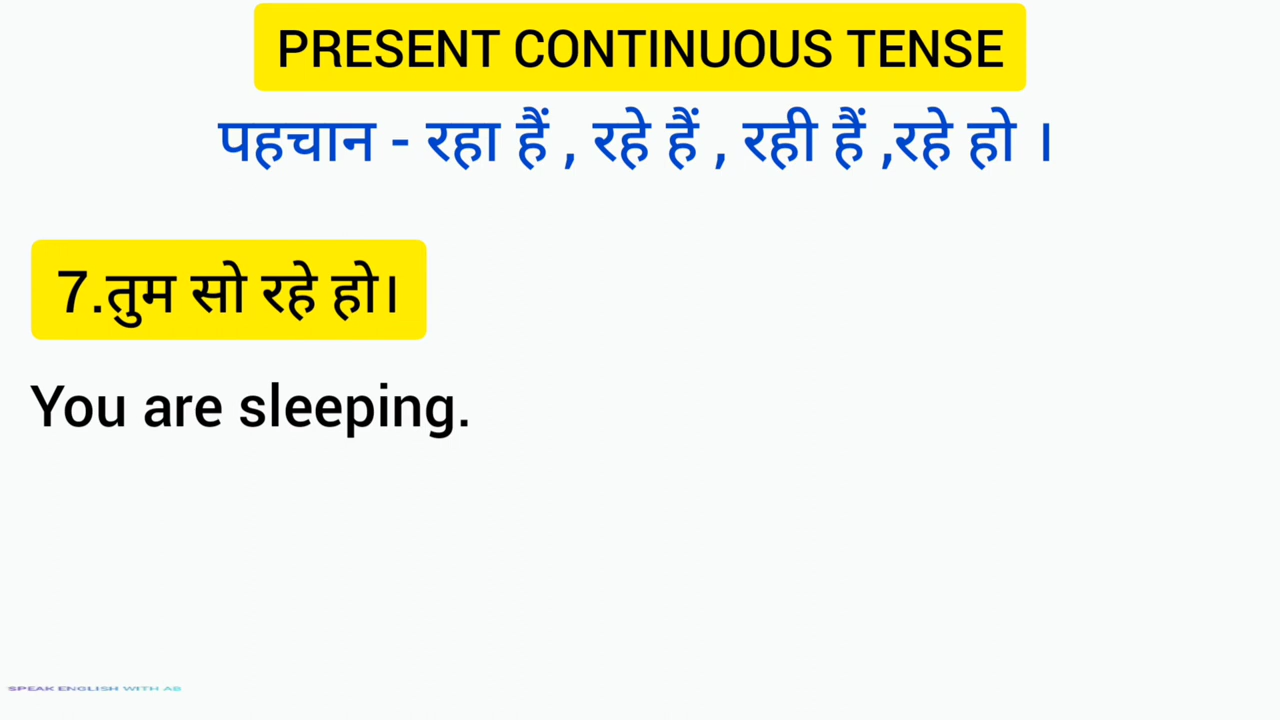 PRESENT CONTINUOUS TENSE
पहचान - रहा हैं , रहे हैं , रही हैं ,रहे हो ।
7.तुम सो रहे हो।
You are sleeping.
SPEAK ENGLISH WITH AB